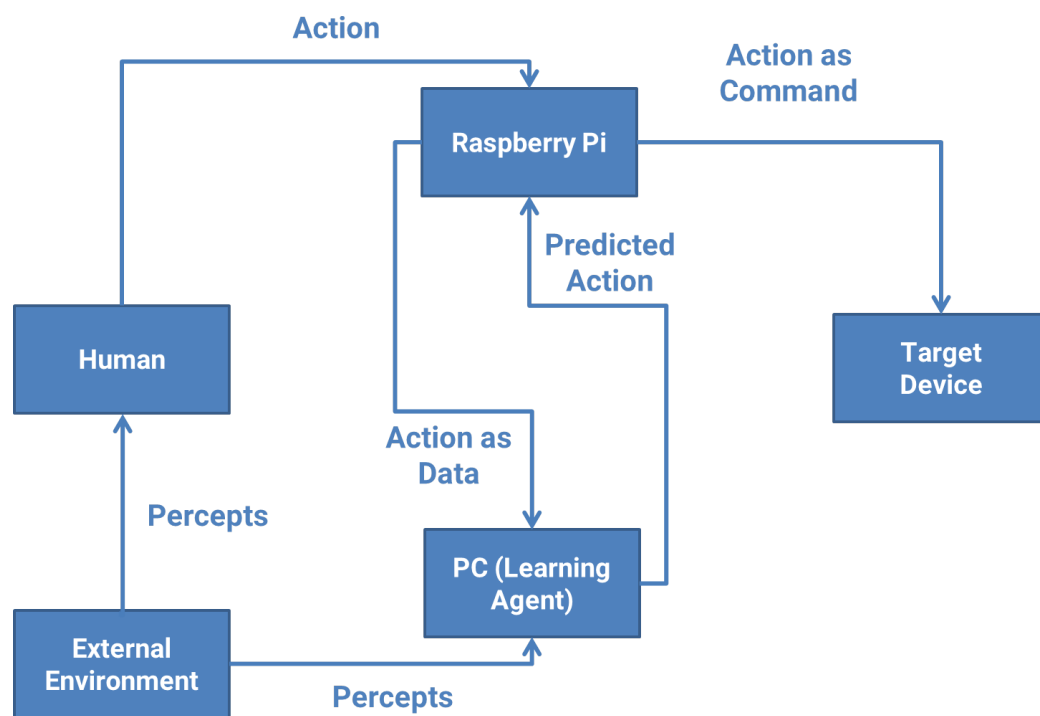 Action
Action as
Command
Raspberry Pi
Predicted
Action
Human
Target
Device
Action as
Data
Percepts
PC (Learning
Agent)
External
Environment
Percepts